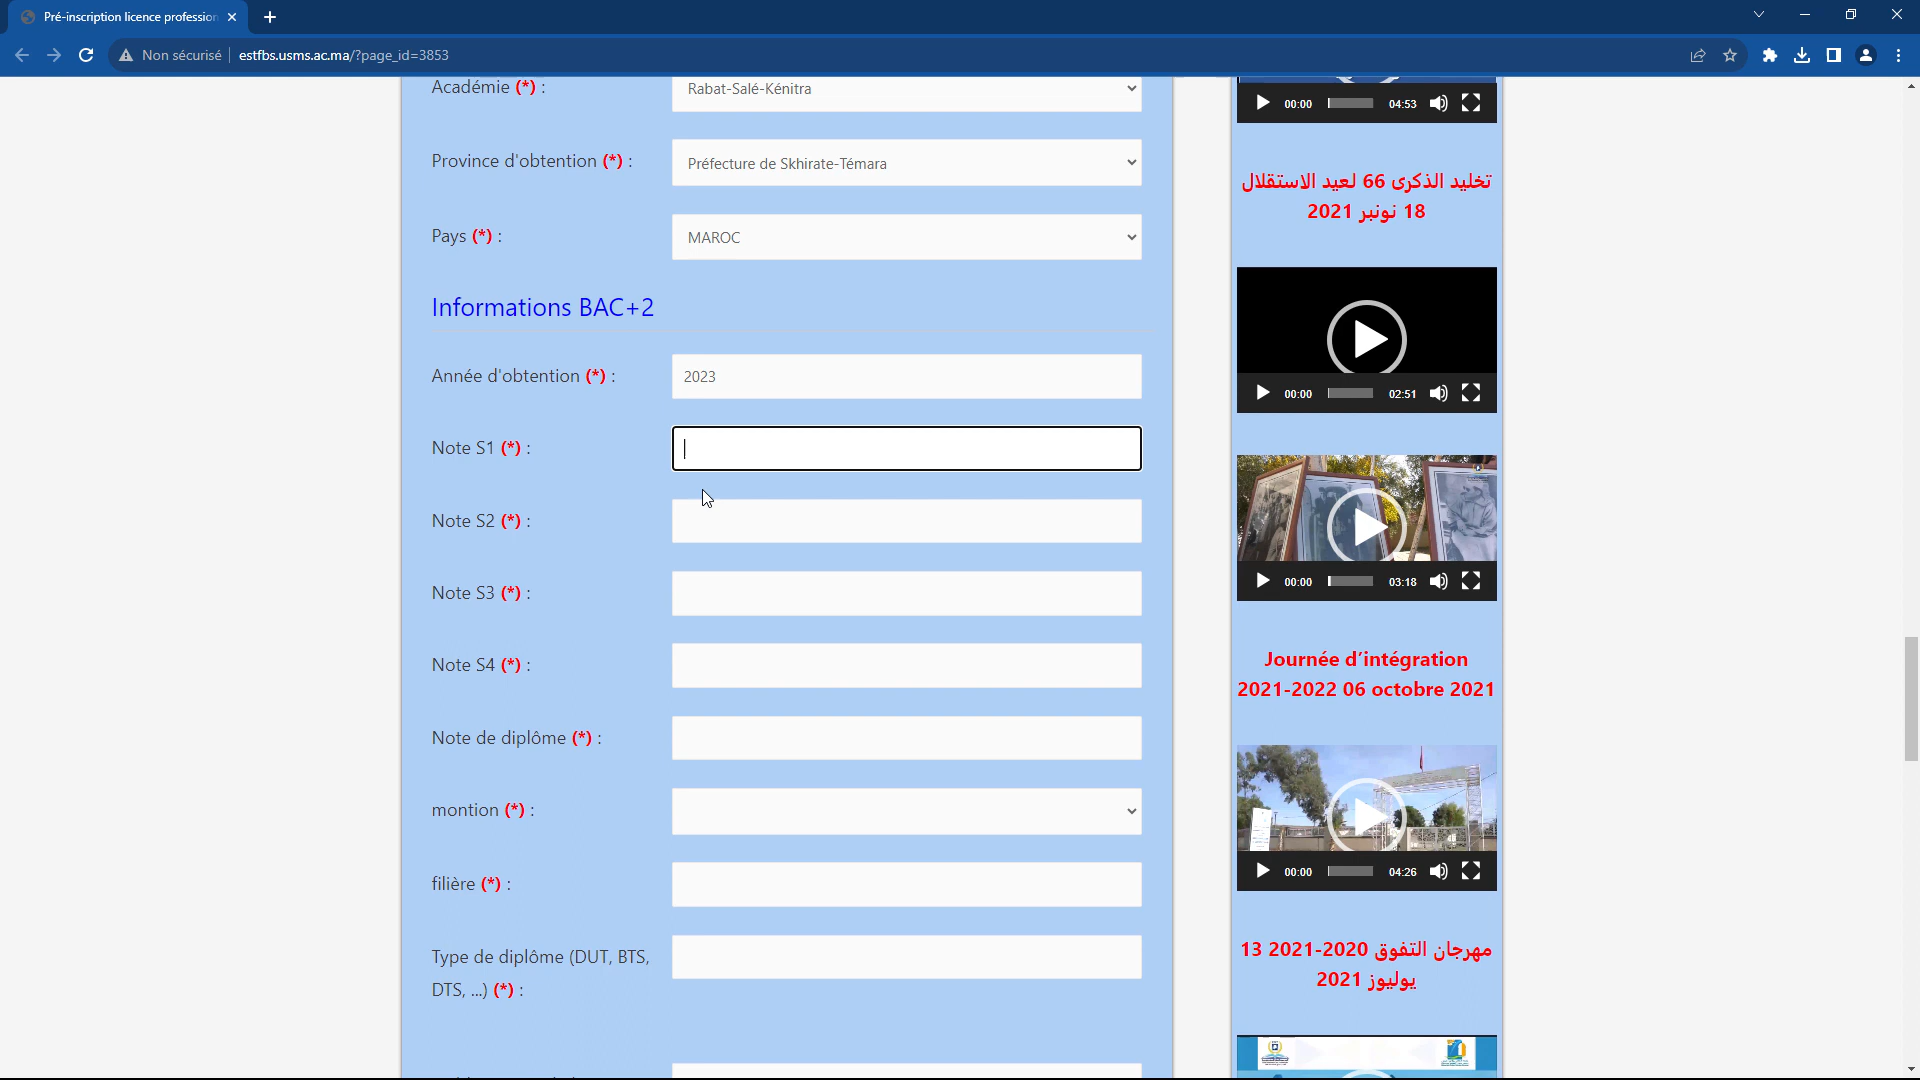 Pré-inscription licence profession
Non sécurisé
estfbs.usms.ac.ma/?page_id=3853
Académie (*) :
Rabat-Salé-Kénitra
Province d'obtention (*) :
Préfecture de Skhirate-Témara
Pays (*) :
MAROC
Informations BAC+2
Année d'obtention (*) :
2023
Note S1 (*) :
Note S2 (*) :
Note S3 (*) :
Note S4 (*) :
Note de diplôme (*) :
montion (*) :
filière (*) :
Type de diplôme (DUT, BTS,
DTS, ...) (*) :
00:00
04:53
تخليد الذكرى 66 لعيد الاستقلال
18 نونبر 2021
00:00
02:51
00:00
03:18
Journée d’intégration
2021-2022 06 octobre 2021
00:00
04:26
مهرجان التفوق 2020-2021 13
يوليوز 2021